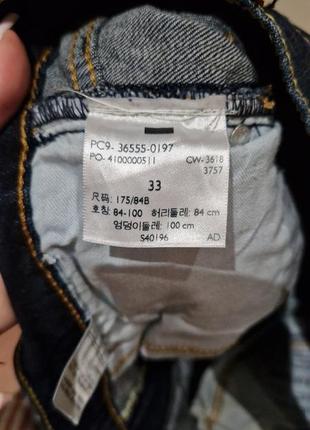 PC9- 36555-0197
PO- 4100000511 CW-3618
3757
33
尺码: 175/84B
호칭: 84-100 허리둘레: 84 cm
엉덩이둘레: 100 cm
S40196 AD